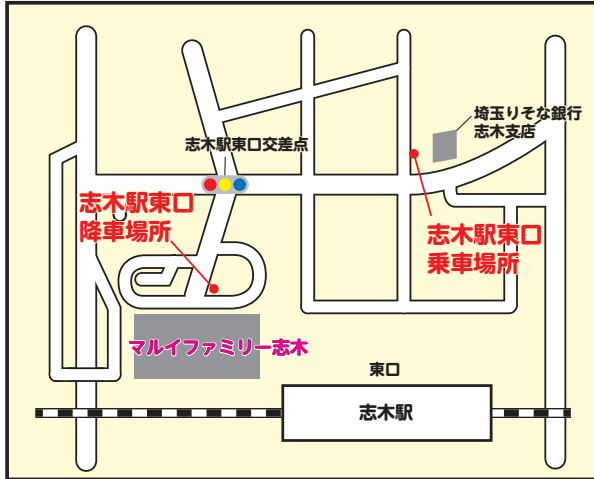 埼玉りそな銀行
志木支店
志木駅東口交差点
志木駅東口
降車場所
志木駅東口
乗車場所
マルイファミリー志木
東口
志木駅